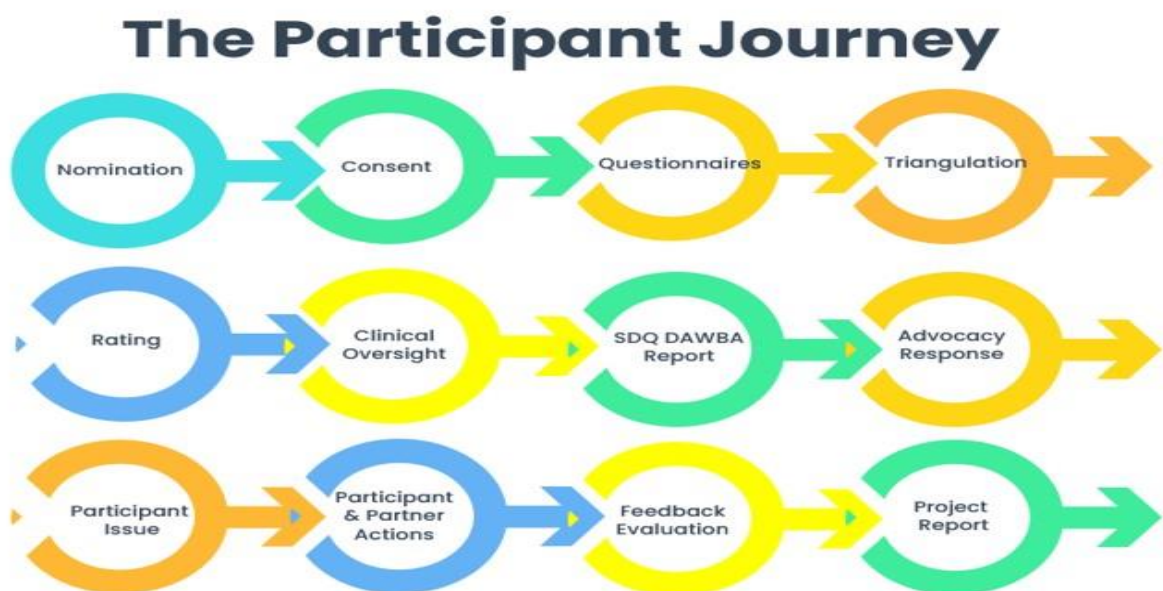 The Participant Journey
Nomination
Consent
Questionnaires
Triangulation
Rating
Clinical
Oversight
SDQ DAWBA
Report
Advocacy
Response
Participant
Issue
Participant
& Partner
Actions
Feedback
Evaluation
Project
Report